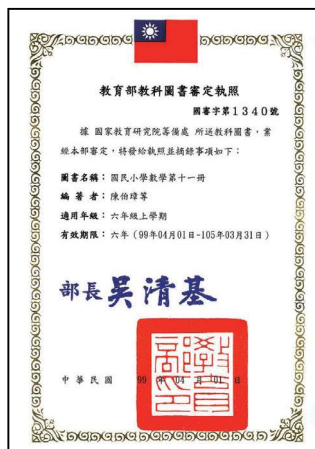 教育部教科圖書審定執照
國審字第1340號
據 國家教育研究院籌備處 所送教科圖書，業
經本部審定，特發給執照並摘錄事項如下：
圖書名稱：國民小學數學第十一冊
編著者：陳伯璋等
適用年級：六年級上學期
有效期限：六年（99年04月01日-105年03月31日）
部長 吳清基
中華民國 99 年 04 月 01 日
教育部印